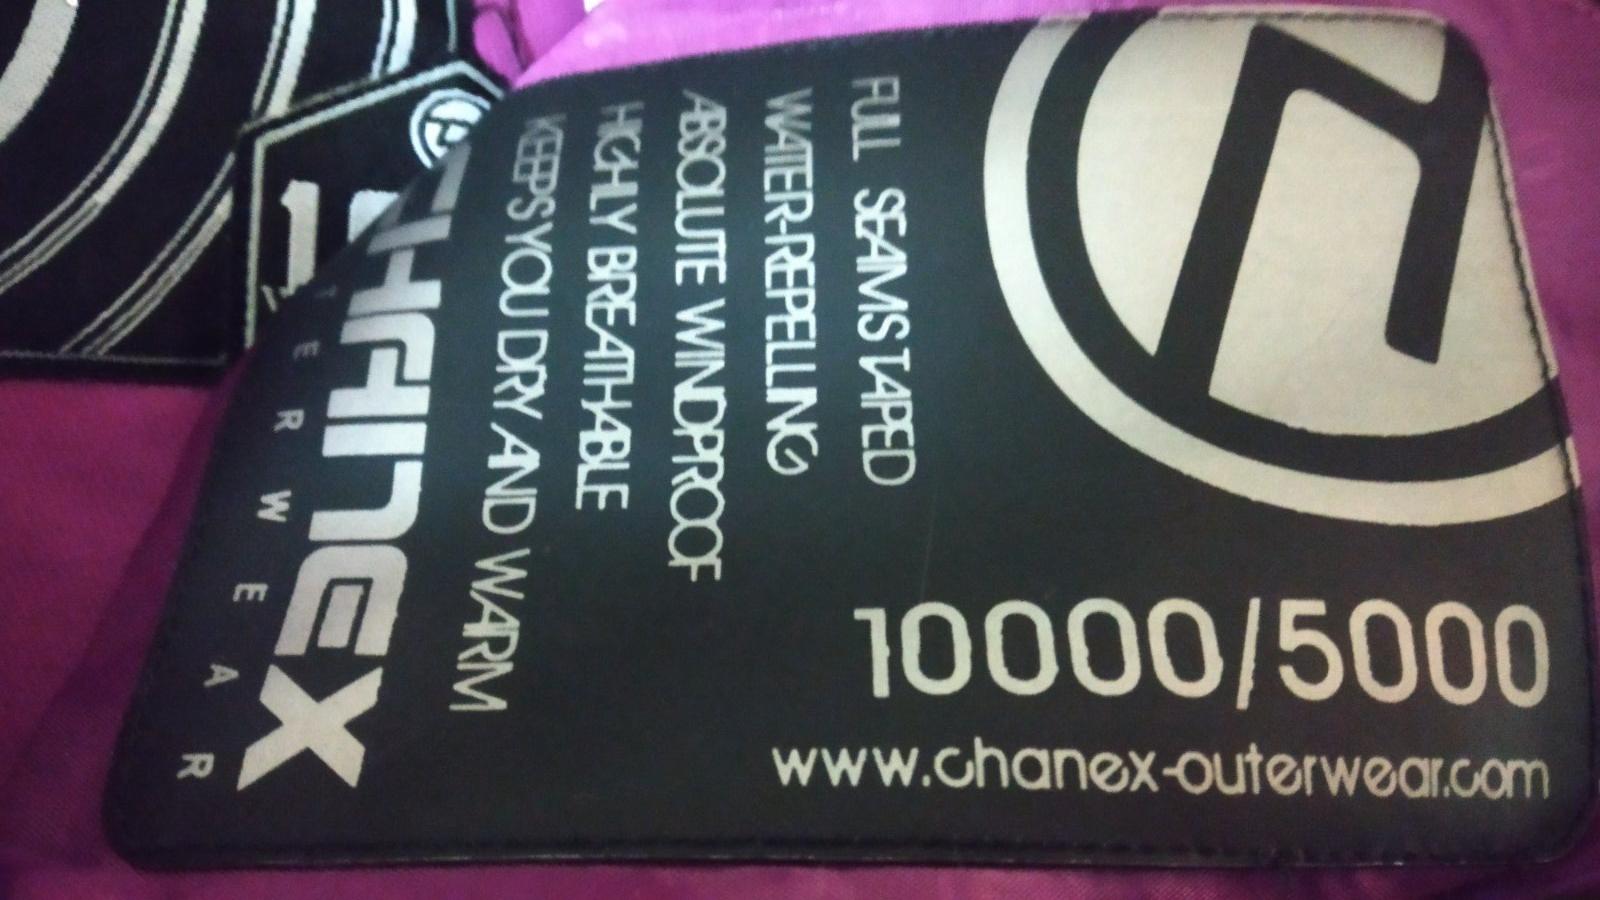 FULL SEAMS TAPED
WATER-REPELLING
ABSOLUTE WINDPROOF
HIGHLY BREATHABLE
KEEPS YOU DRY AND WARM
CHANEX
TERWEAR
10000/5000
www.chanex-outerwear.com